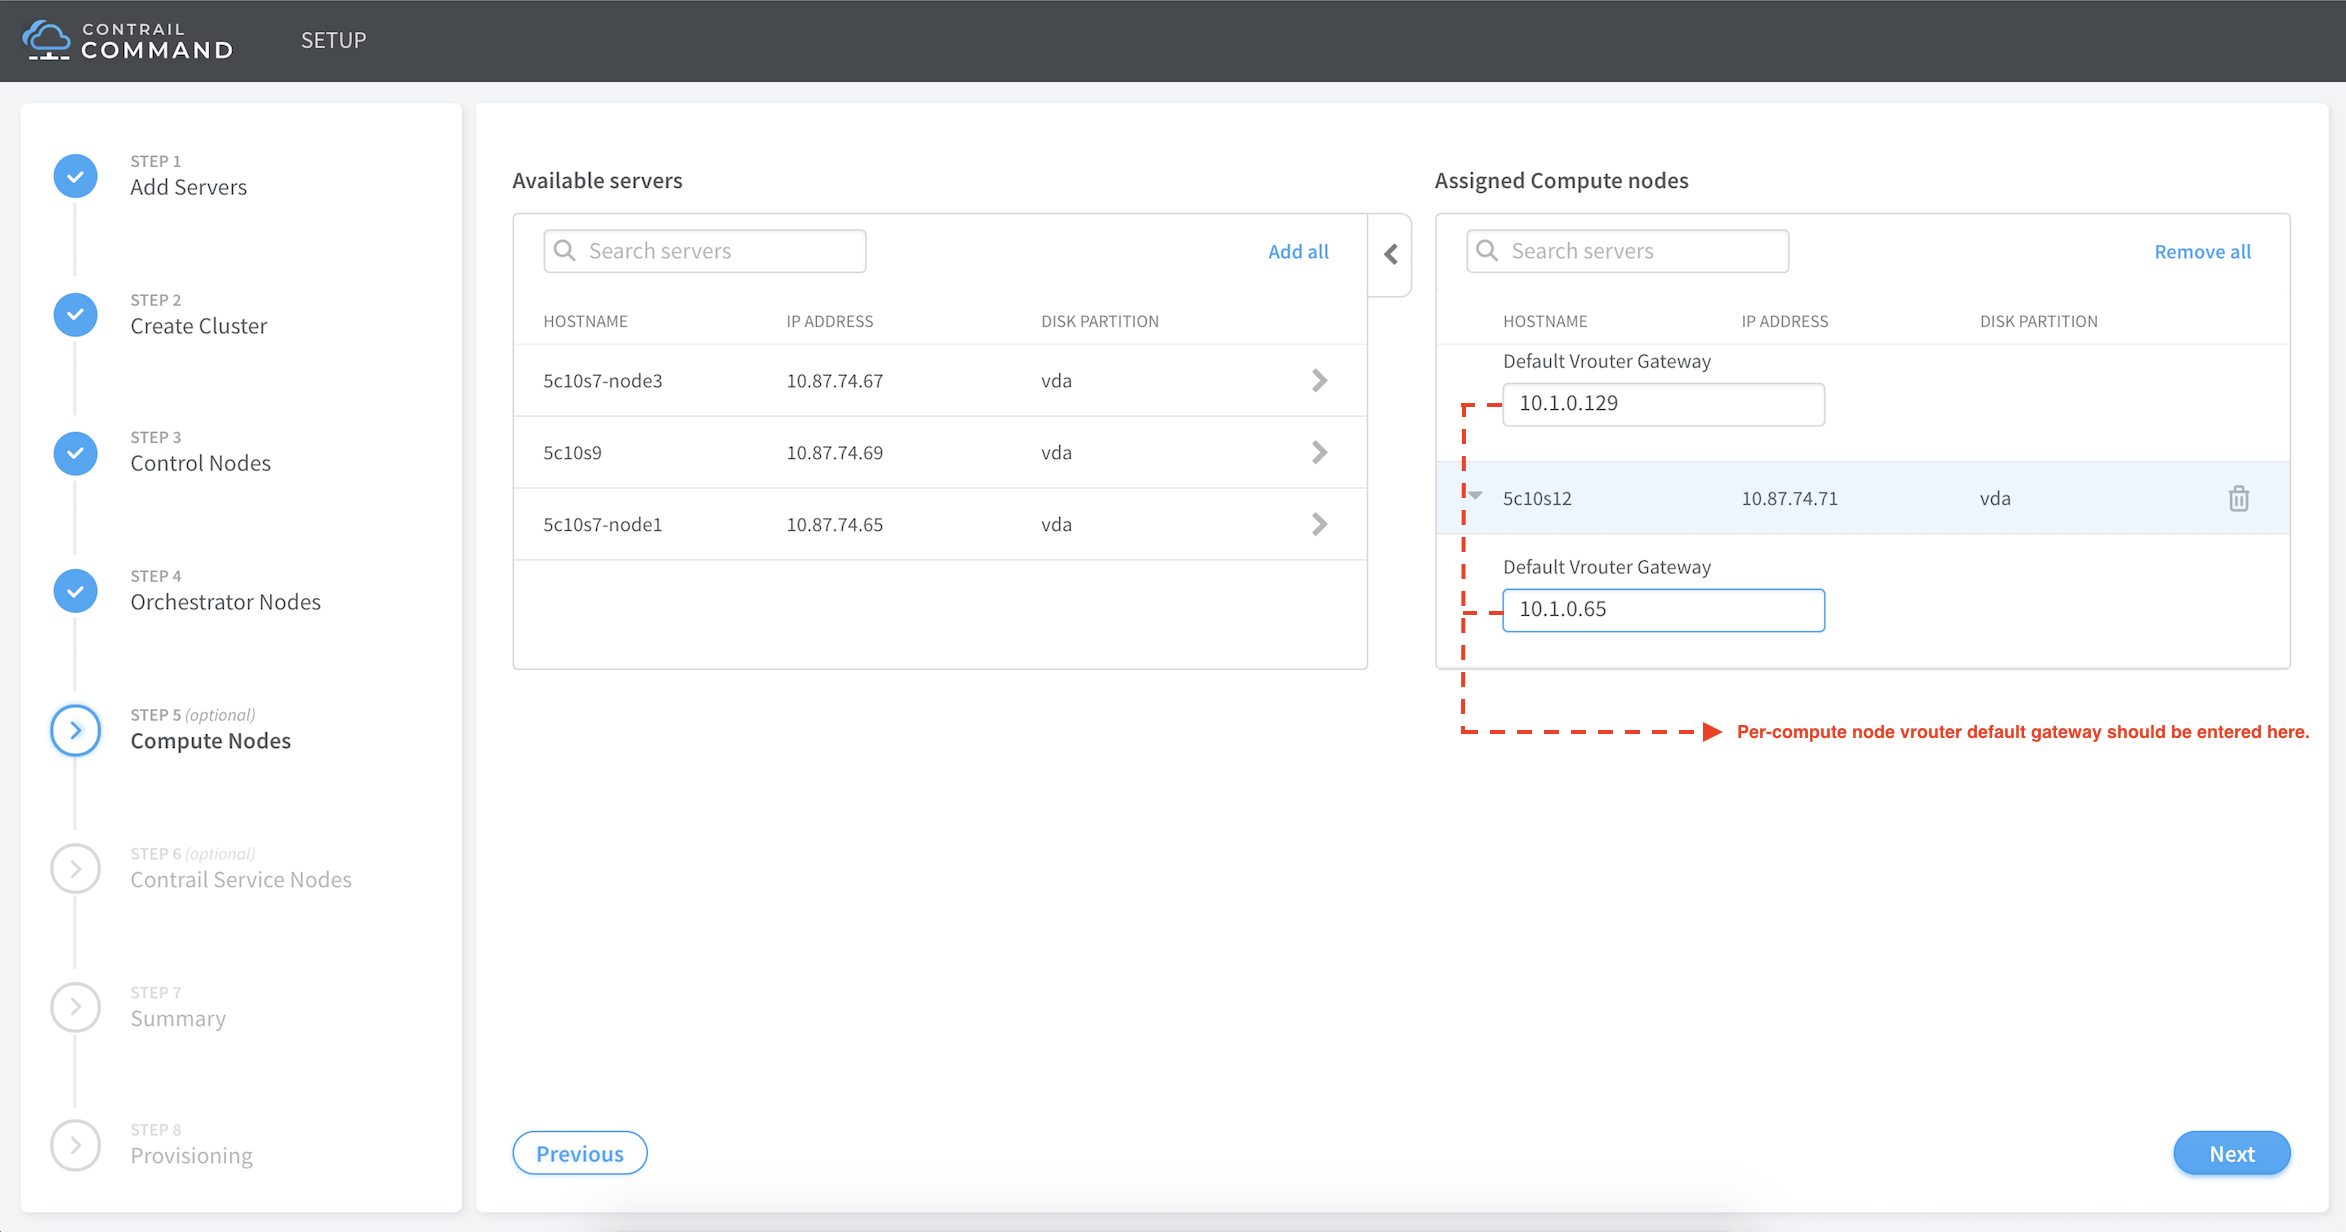 CONTRAIL
COMMAND
SETUP
STEP 1
Add Servers
STEP 2
Create Cluster
STEP 3
Control Nodes
STEP 4
Orchestrator Nodes
STEP 5 (optional)
Compute Nodes
STEP 6 (optional)
Contrail Service Nodes
STEP 7
Summary
STEP 8
Provisioning
Available servers
Search servers
Add all
HOSTNAME IP ADDRESS DISK PARTITION
5c10s7-node3 10.87.74.67 vda
5c10s9 10.87.74.69 vda
5c10s7-node1 10.87.74.65 vda
Assigned Compute nodes
Search servers
Remove all
HOSTNAME IP ADDRESS DISK PARTITION
Default Vrouter Gateway
10.1.0.129
5c10s12 10.87.74.71 vda
Default Vrouter Gateway
10.1.0.65
Per-compute node vrouter default gateway should be entered here.
Previous
Next